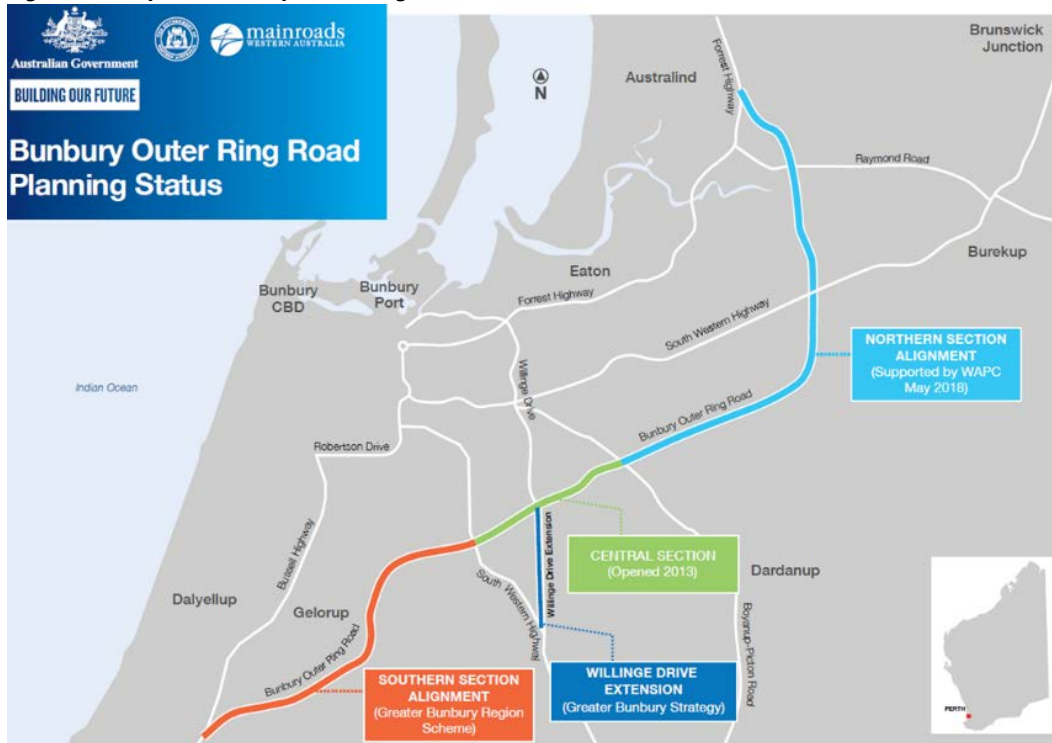 Australian Government
BUILDING OUR FUTURE
mainroads
WESTERN AUSTRALIA
Bunbury Outer Ring Road
Planning Status
N
Brunswick
Junction
Australind
Forrest Highway
Raymond Road
Burekup
Eaton
Bunbury
CBD
Bunbury
Port
Forrest Highway
South Western Highway
NORTHERN SECTION
ALIGNMENT
(Supported by WAPC
May 2018)
Indian Ocean
Willinge Drive
Bunbury Outer Ring Road
Robertson Drive
Bussell Highway
Willinge Drive Extension
CENTRAL SECTION
(Opened 2013)
Dardanup
Dalyellup
Gelorup
South Western Highway
Boyanup-Picton Road
Bunbury Outer Ring Road
SOUTHERN SECTION
ALIGNMENT
(Greater Bunbury Region
Scheme)
WILLINGE DRIVE
EXTENSION
(Greater Bunbury Strategy)
PERTH